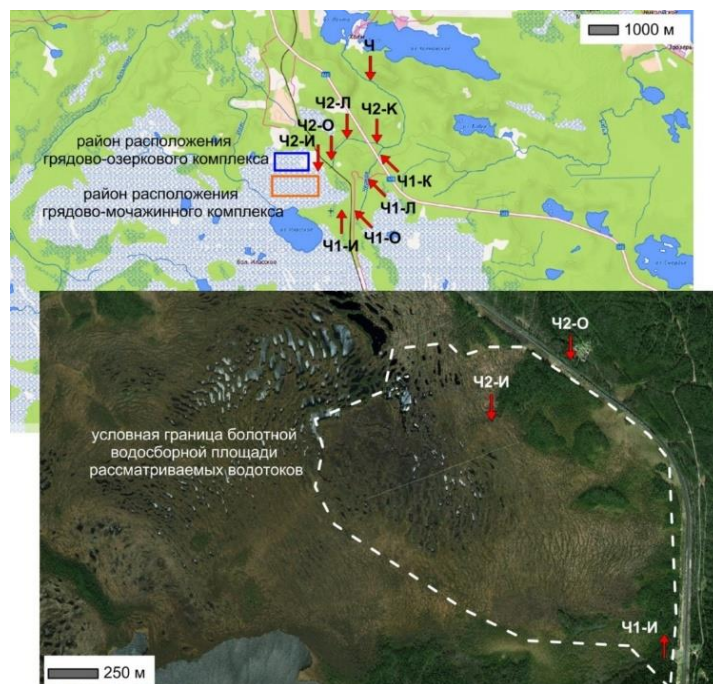 1000 м
Ч
Ч2-Л
Ч2-К
Ч2-О
Ч2-И
район расположения
грядово-озеркового комплекса
район расположения
грядово-мочажинного комплекса
Ч1-К
Ч1-Л
Ч1-О
Ч1-И
Ч2-О
Ч2-И
условная граница болотной
водосборной площади
рассматриваемых водотоков
Ч1-И
250 м